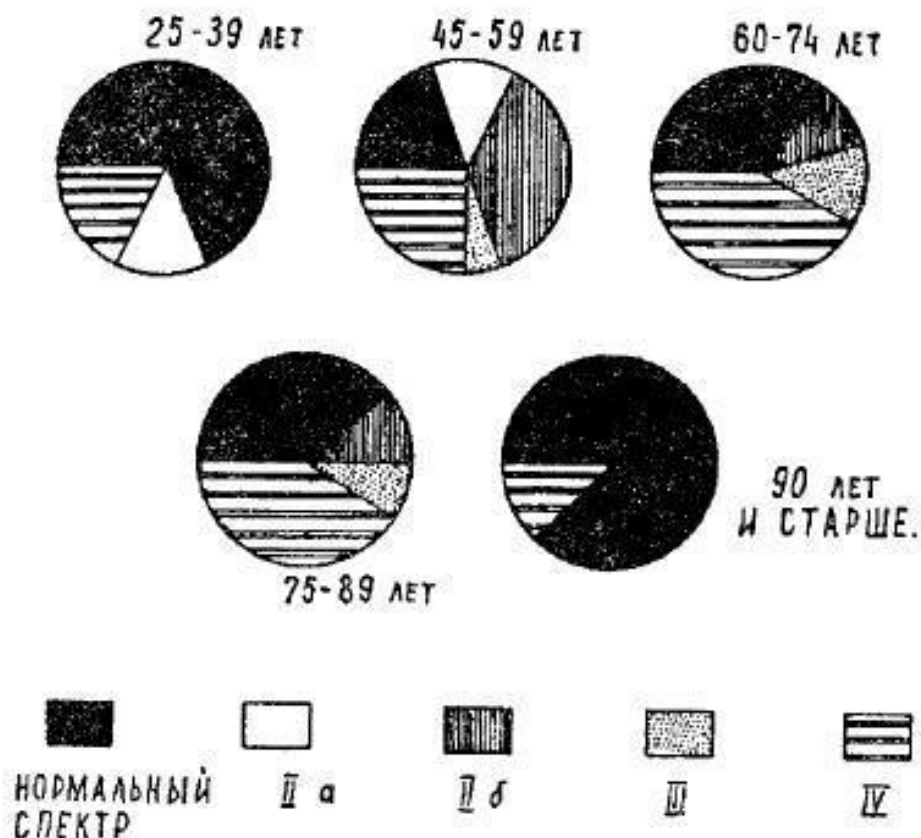 25-39 лет
45-59 лет
60-74 лет
75-89 лет
90 лет
и старше.
нормальный
спектр
II а
II б
III
IV